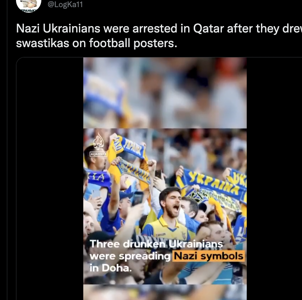 @LogKa11
Nazi Ukrainians were arrested in Qatar after they drew
swastikas on football posters.
УКРАЇНА
Three drunken Ukrainians
were spreading Nazi symbols
in Doha.